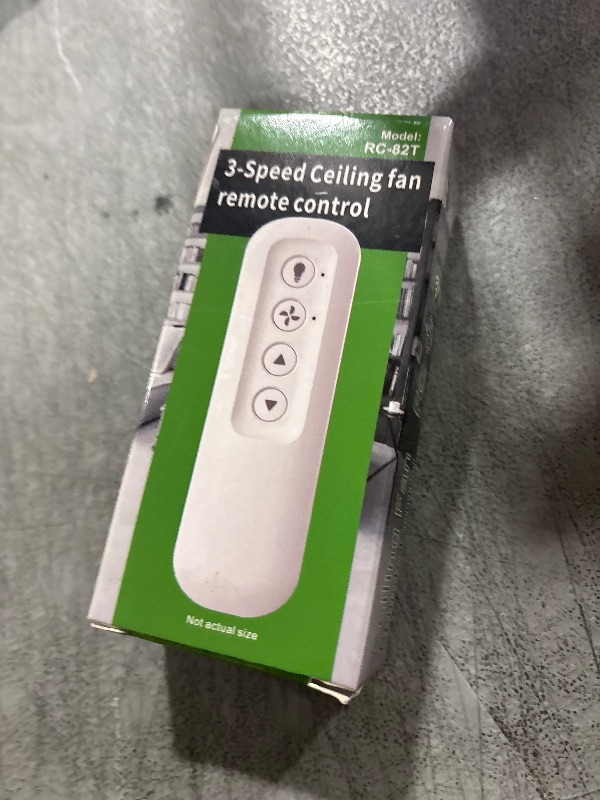 Model:
RC-82T
3-Speed Ceiling fan
remote control
Not actual size